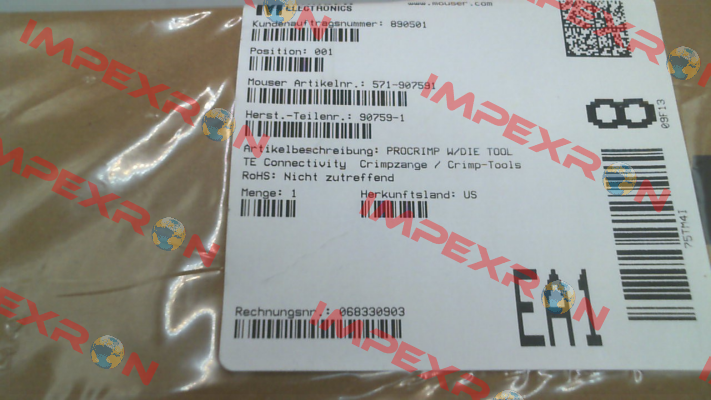 ELECTRONICS
www.mouser.com
Kundenauftragsnummer: 890501
Position: 001
Mouser Artikelnr.: 571-907591
Herst.-Teilenr.: 90759-1
Artikelbeschreibung: PROCRIMP W/DIE TOOL
TE Connectivity Crimpzange / Crimp-Tools
RoHS: Nicht zutreffend
Menge: 1
Herkunftsland: US
Rechnungsnr.: 068330903
8
09F13
75TM41
EA1
IMPEXRON
IMPEXRON
IMPEXRON
IMPEXRON
IMPEXRON